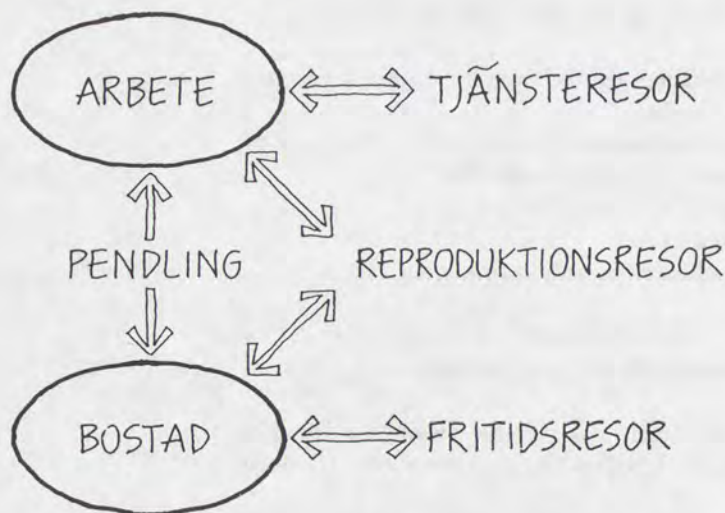 ARBETE
TJÄNSTERESOR
PENDLING
REPRODUKTIONSRESOR
BOSTAD
FRITIDSRESOR